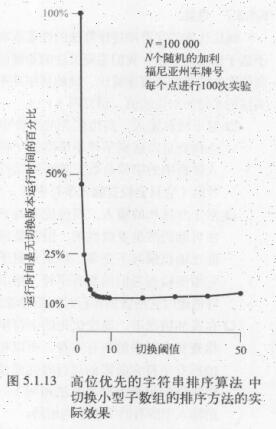 100%
N=100 000
N个随机的加利
福尼亚州车牌号
每个点进行100次实验
运行时间是无切换版本运行时间的百分比
50%
25%
10%
0
10
50
切换阈值
图 5.1.13 高位优先的字符串排序算法 中
切换小型子数组的排序方法的实
际效果